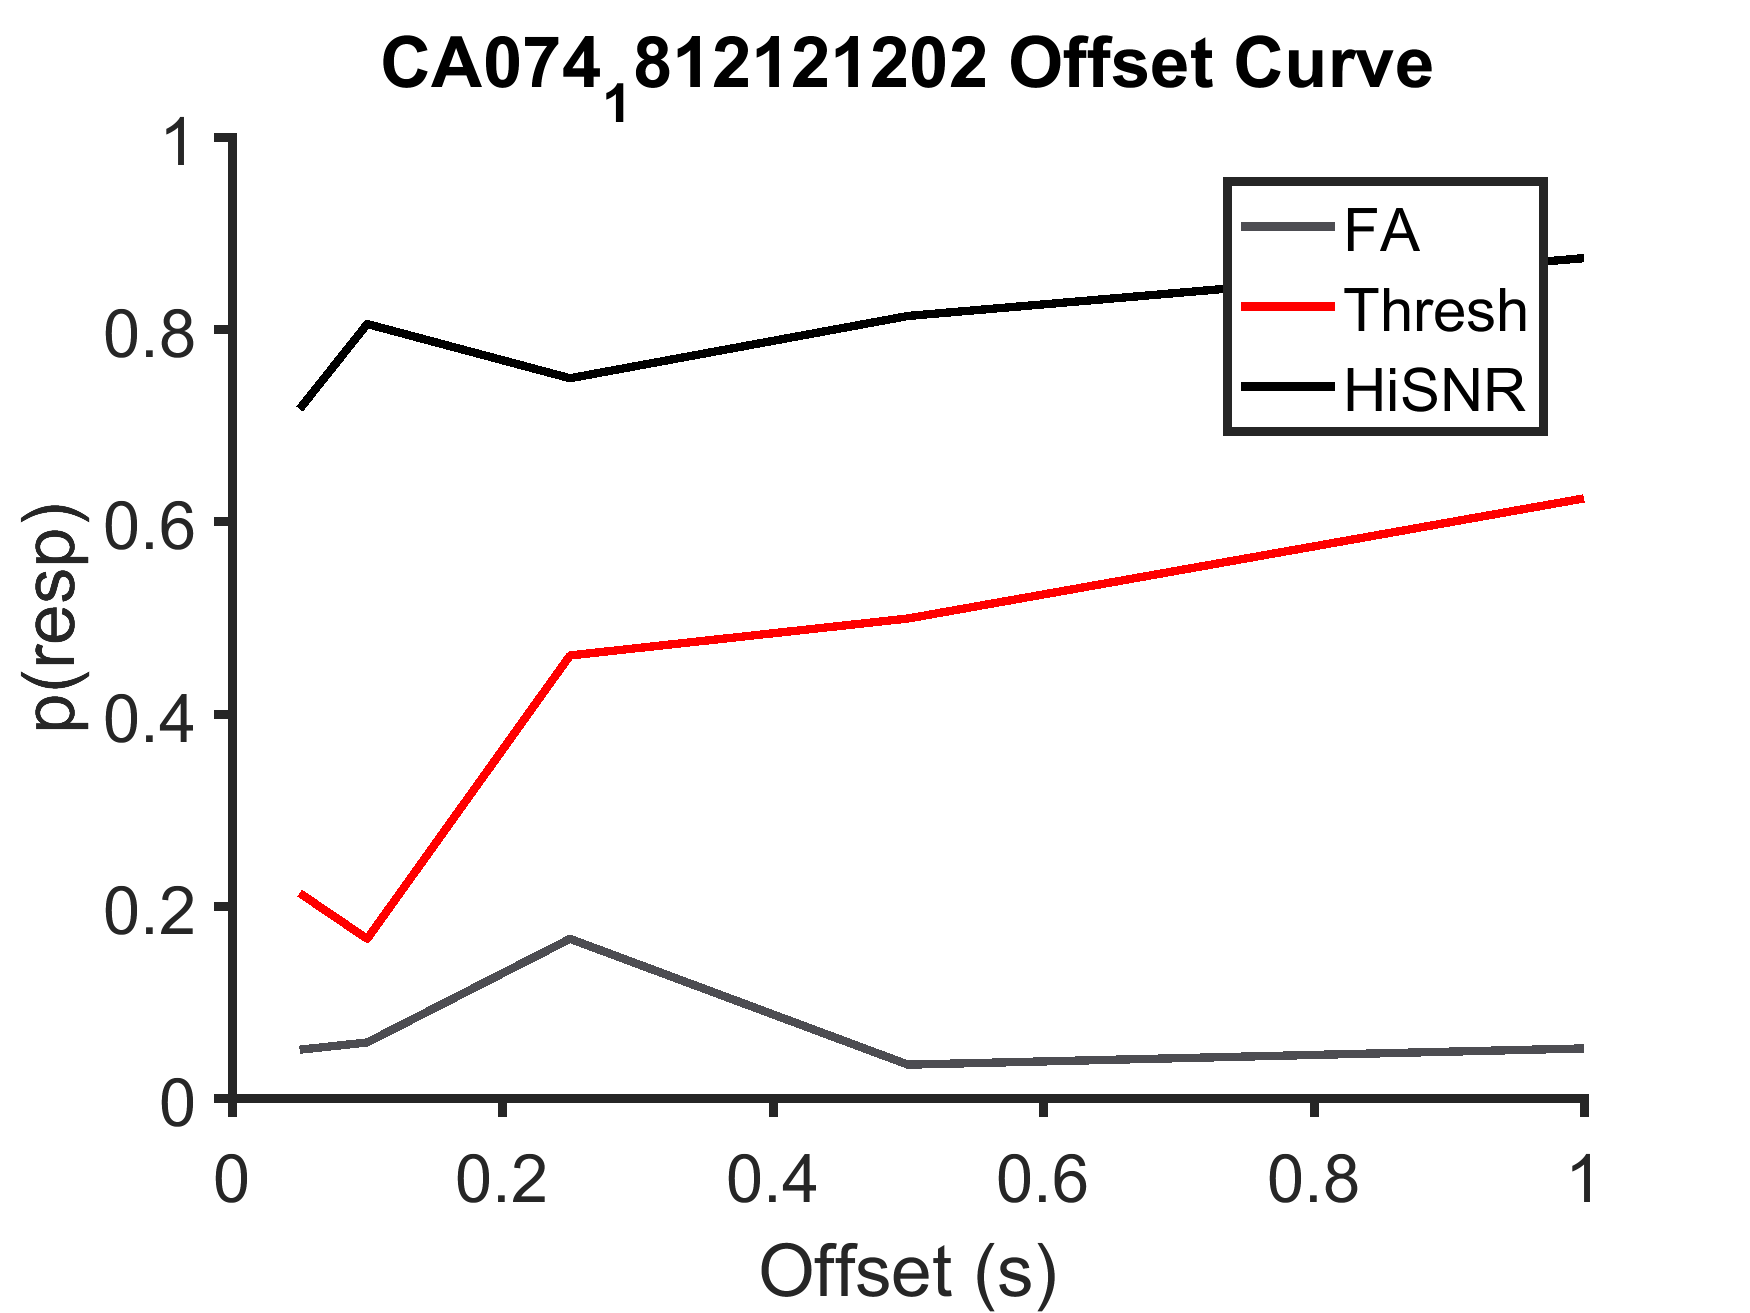 CA074₁812121202 Offset Curve
1
0.8
0.6
0.4
0.2
0
p(resp)
FA
Thresh
HiSNR
0 0.2 0.4 0.6 0.8 1
Offset (s)